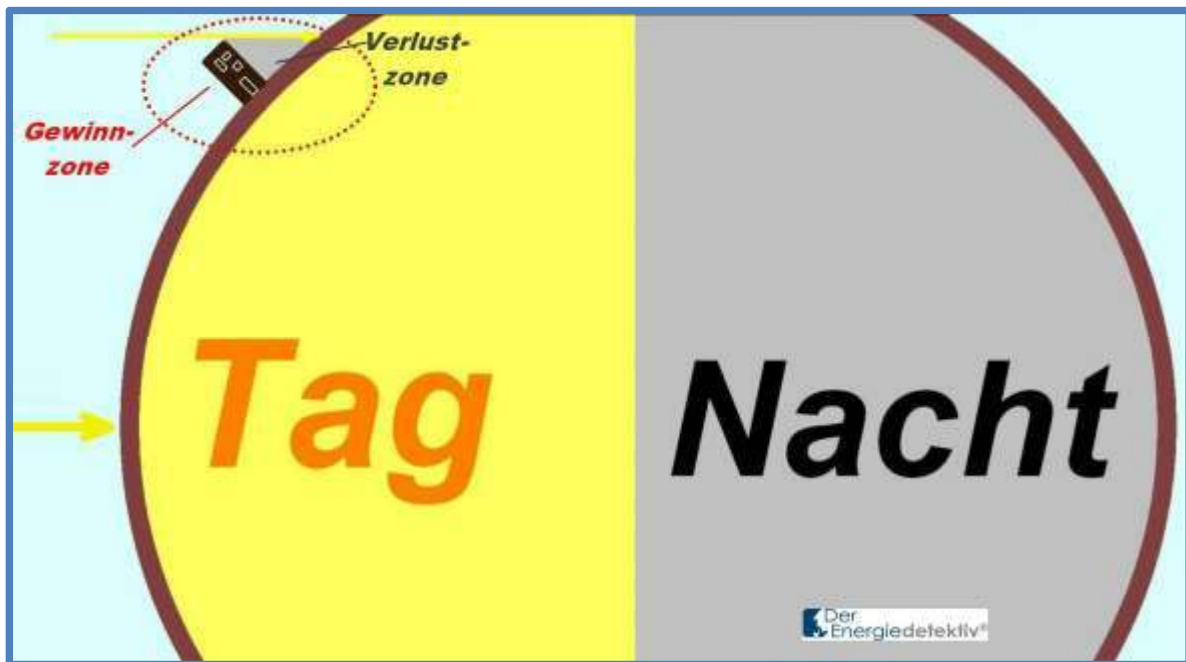 Verlust-
zone
Gewinn-
zone
Tag
Nacht
Der
Energiedetektiv®